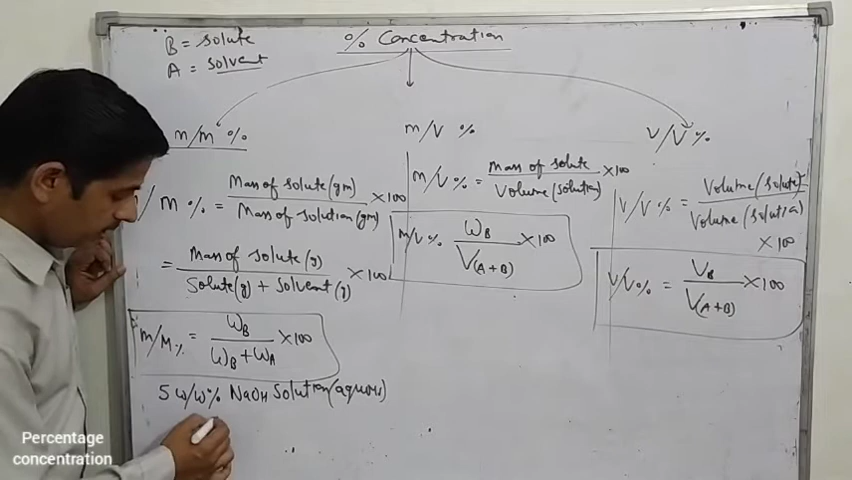 B = solute
A = solvent
% Concentration
m/m %
/ M % = Mass of Solute (gm) / Mass of Solution (gm) × 100
= Mass of solute (g) / Solute (g) + Solvent (g) × 100
m/M % = W_B / W_B + W_A × 100
5 w/w % NaOH Solution (aquous)
m/v %
m/v % = Mass of solute / Volume (solution) × 100
m/v % W_B / V_(A+B) × 100
v/v %
V/V % = Volume (solute) / Volume (Solution) × 100
V/V % = V_B / V_(A+B) × 100
Percentage
concentration